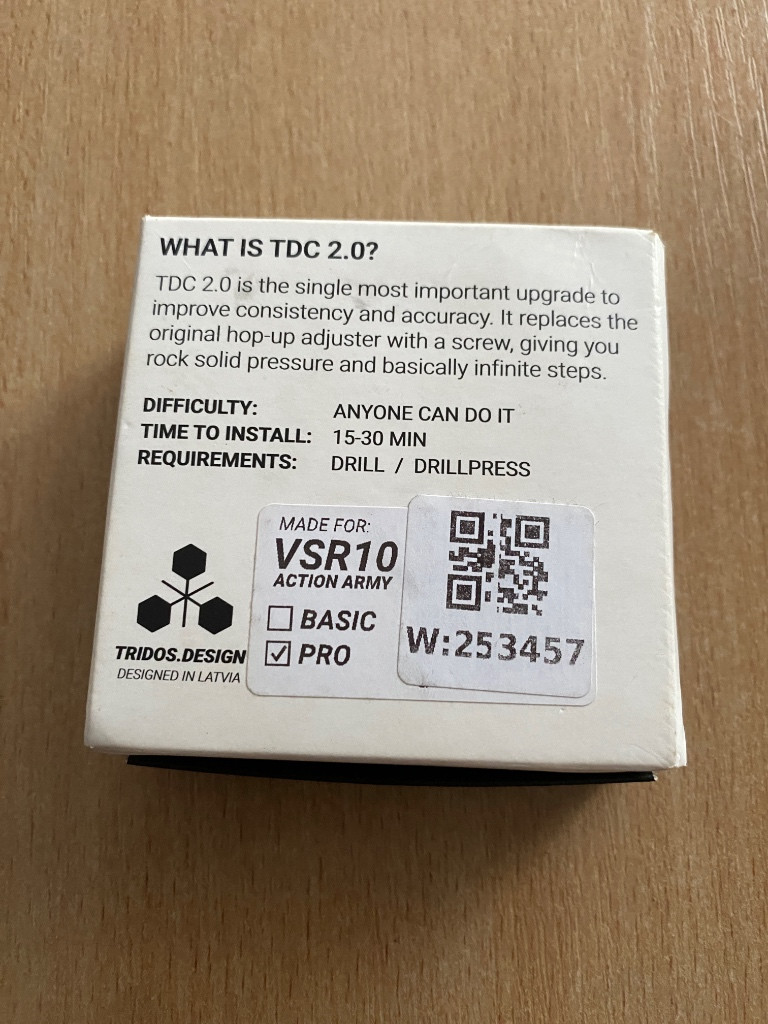 WHAT IS TDC 2.0?
TDC 2.0 is the single most important upgrade to
improve consistency and accuracy. It replaces the
original hop-up adjuster with a screw, giving you
rock solid pressure and basically infinite steps.
DIFFICULTY: ANYONE CAN DO IT
TIME TO INSTALL: 15-30 MIN
REQUIREMENTS: DRILL / DRILLPRESS
MADE FOR:
VSR10
ACTION ARMY
BASIC
PRO
W:253457
TRIDOS.DESIGN
DESIGNED IN LATVIA